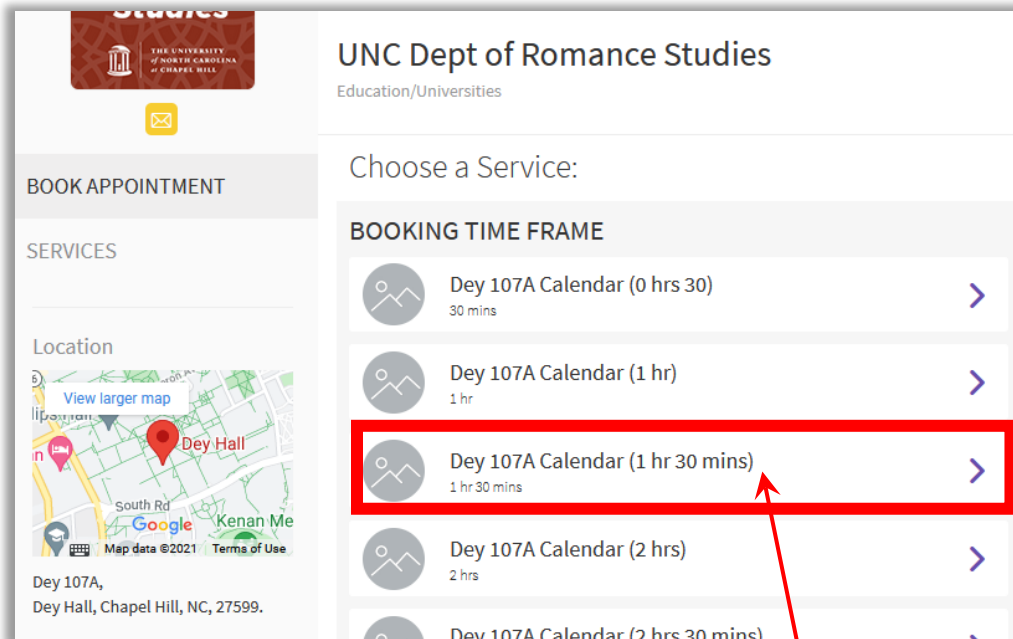 Studies
THE UNIVERSITY
of NORTH CAROLINA
at CHAPEL HILL
BOOK APPOINTMENT
SERVICES
Location
View larger map
Dey Hall
South Rd
Google
Kenan Me
Map data ©2021 Terms of Use
Dey 107A,
Dey Hall, Chapel Hill, NC, 27599.
UNC Dept of Romance Studies
Education/Universities
Choose a Service:
BOOKING TIME FRAME
Dey 107A Calendar (0 hrs 30)
30 mins
Dey 107A Calendar (1 hr)
1 hr
Dey 107A Calendar (1 hr 30 mins)
1 hr 30 mins
Dey 107A Calendar (2 hrs)
2 hrs
Dey 107A Calendar (2 hrs 30 mins)